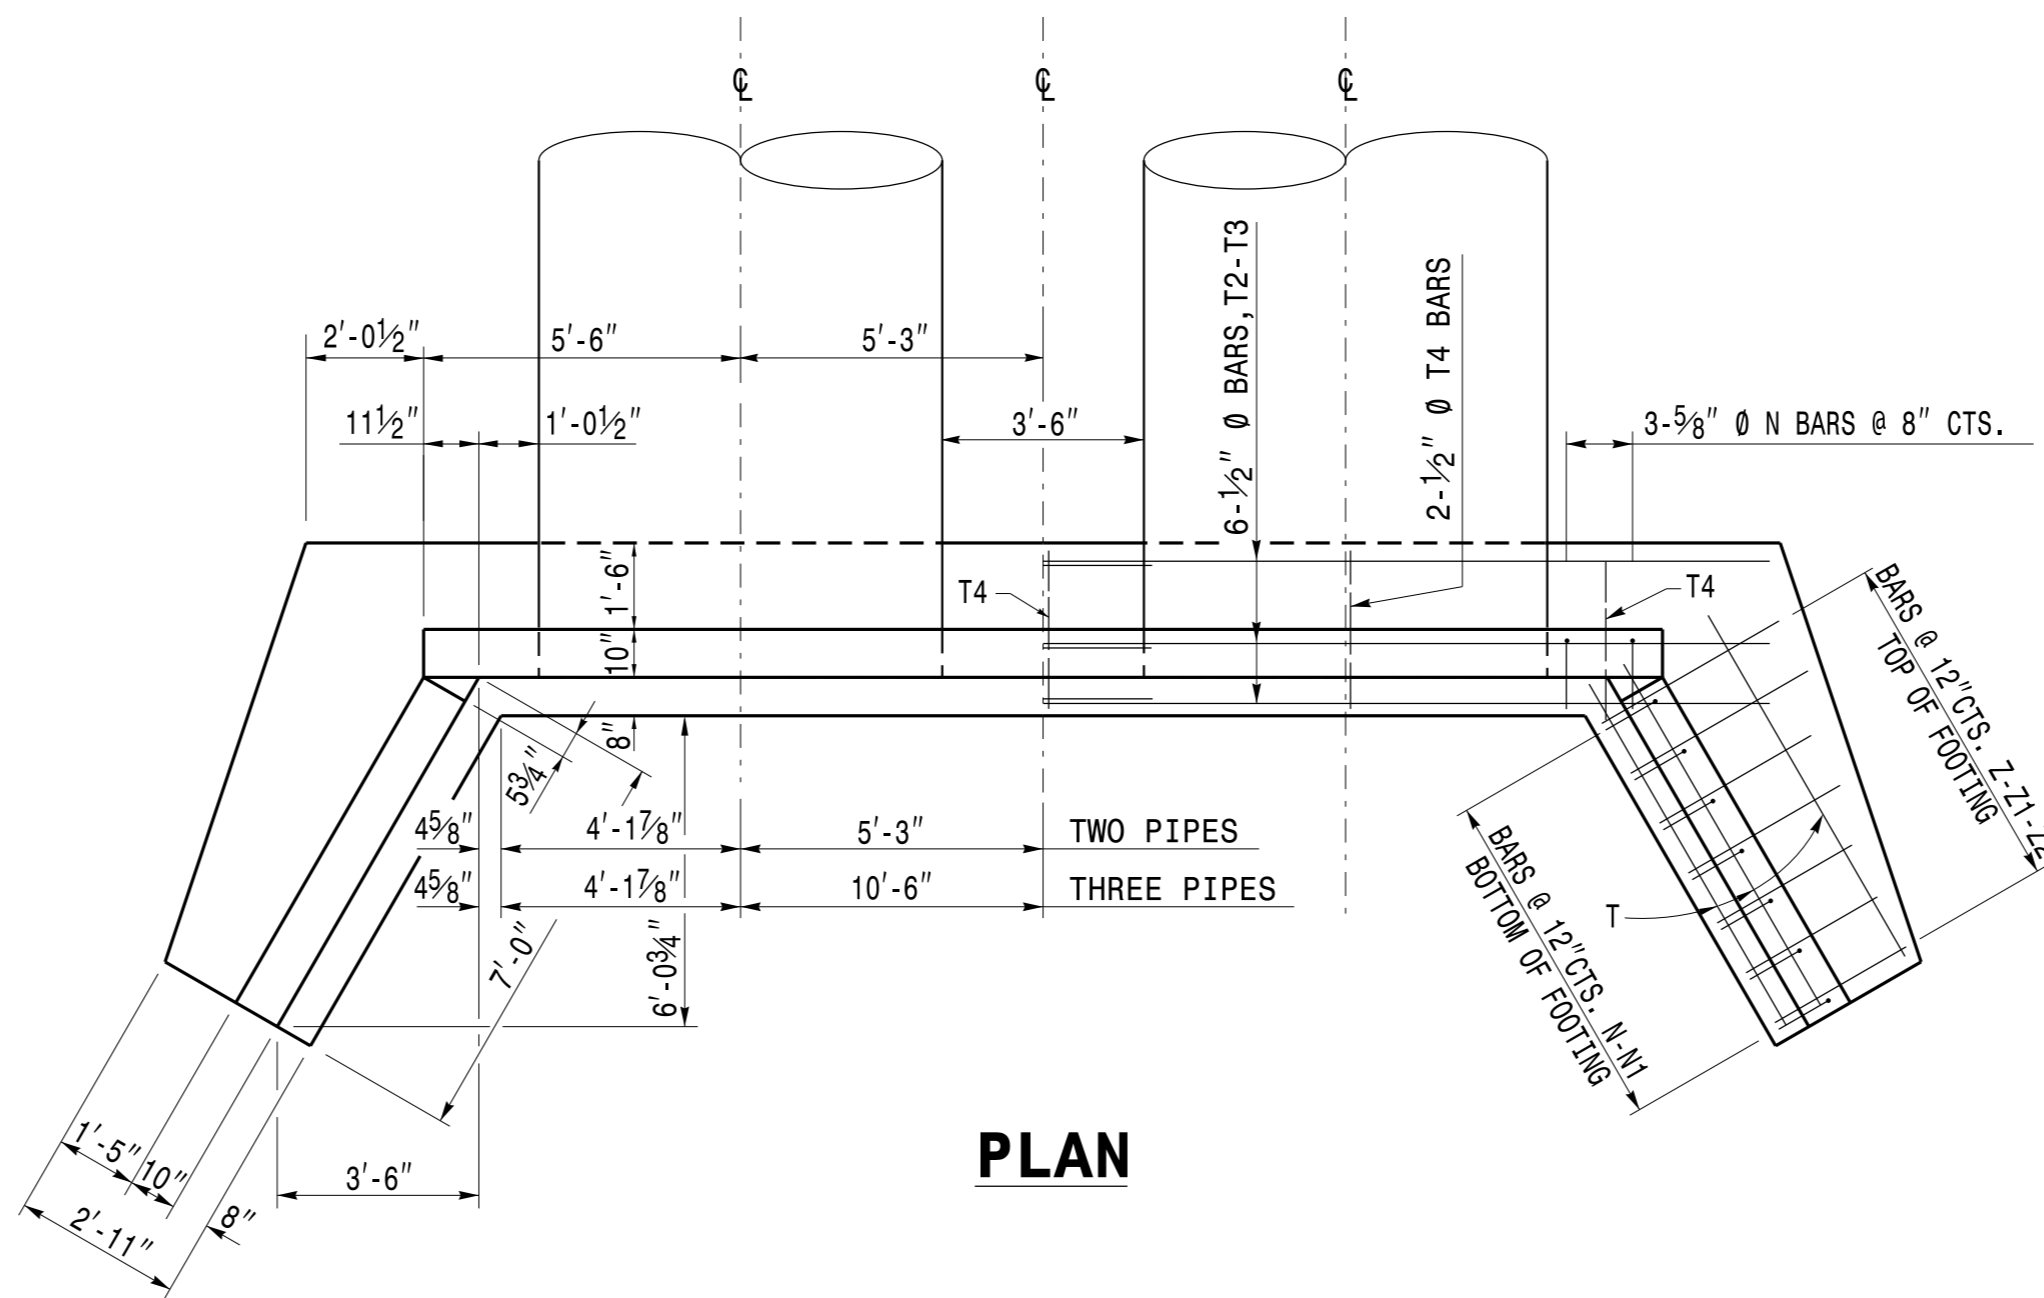 ℄ ℄ ℄
6-½" Ø BARS,T2-T3
2-½" Ø T4 BARS
2'-0½" 5'-6" 5'-3"
11½" 1'-0½" 3'-6" 3-⅝" Ø N BARS @ 8" CTS.
1'-6"
T4 T4
10"
BARS @ 12"CTS. Z-Z1-Z2
TOP OF FOOTING
8"
5¾"
4⅝" 4'-1⅞" 5'-3" TWO PIPES
4⅝" 4'-1⅞" 10'-6" THREE PIPES
BARS @ 12"CTS. N-N1
BOTTOM OF FOOTING
T
7'-0"
6'-0¾"
1'-5" 10"
3'-6"
2'-11" 8"
PLAN